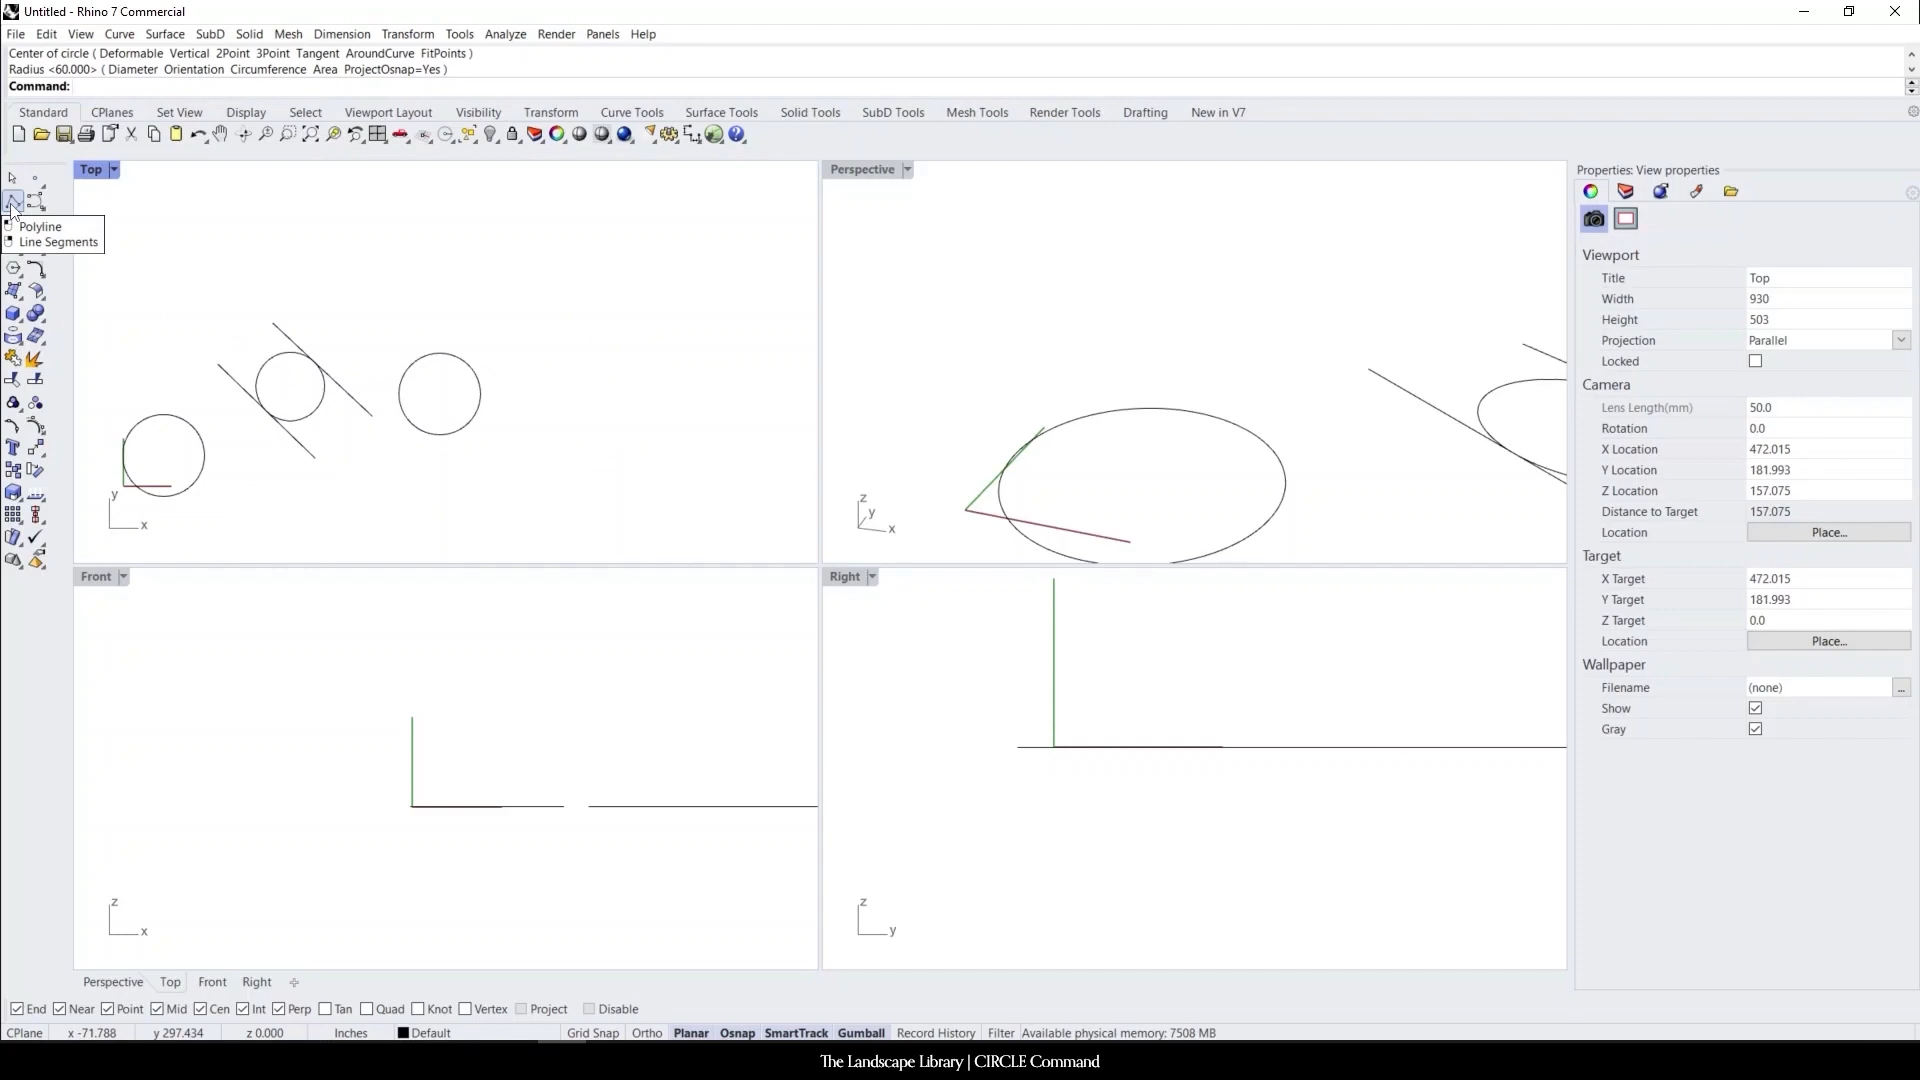 Untitled - Rhino 7 Commercial
File Edit View Curve Surface SubD Solid Mesh Dimension Transform Tools Analyze Render Panels Help
Center of circle ( Deformable Vertical 2Point 3Point Tangent AroundCurve FitPoints )
Radius <60.000> ( Diameter Orientation Circumference Area ProjectOsnap=Yes )
Command:
Standard CPlanes Set View Display Select Viewport Layout Visibility Transform Curve Tools Surface Tools Solid Tools SubD Tools Mesh Tools Render Tools Drafting New in V7
Top
Perspective
Polyline
Line Segments
y
x
z
y
x
Front
Right
z
x
z
y
Properties: View properties
Viewport
Title Top
Width 930
Height 503
Projection Parallel
Locked
Camera
Lens Length(mm) 50.0
Rotation 0.0
X Location 472.015
Y Location 181.993
Z Location 157.075
Distance to Target 157.075
Location Place...
Target
X Target 472.015
Y Target 181.993
Z Target 0.0
Location Place...
Wallpaper
Filename (none) ...
Show
Gray
Perspective Top Front Right
End Near Point Mid Cen Int Perp Tan Quad Knot Vertex Project Disable
CPlane x -71.788 y 297.434 z 0.000 Inches Default Grid Snap Ortho Planar Osnap SmartTrack Gumball Record History Filter Available physical memory: 7508 MB
The Landscape Library | CIRCLE Command